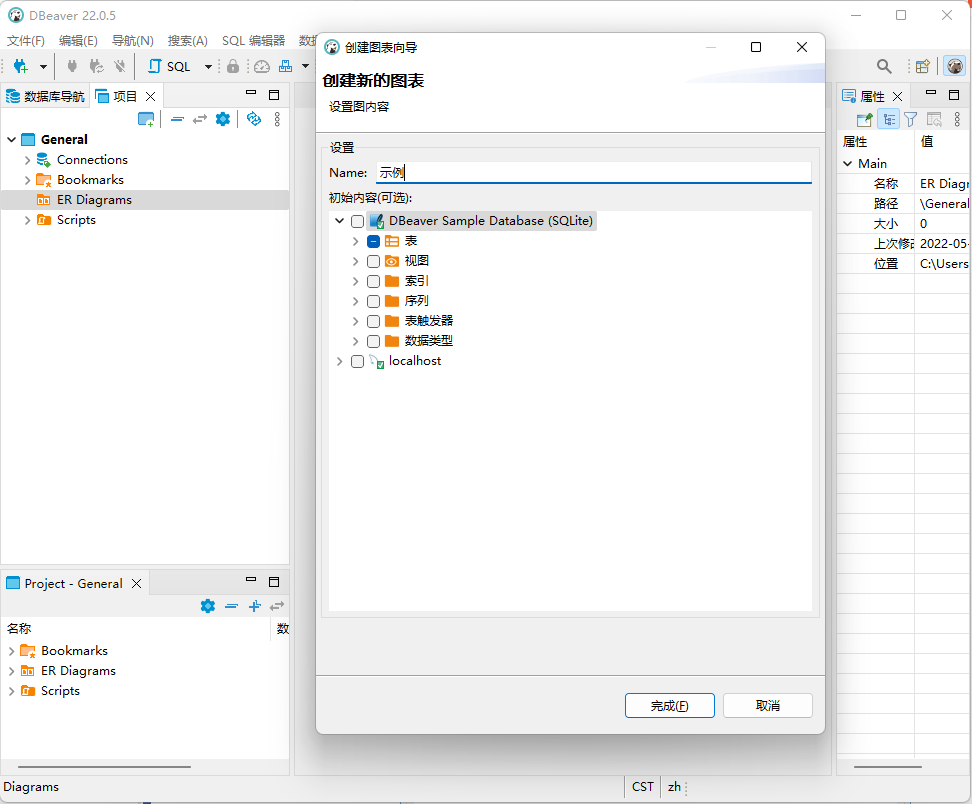 DBeaver 22.0.5
文件(F) 编辑(E) 导航(N) 搜索(A) SQL 编辑器 数据
SQL
数据库导航 项目
General
Connections
Bookmarks
ER Diagrams
Scripts
Project - General
名称 数
Bookmarks
ER Diagrams
Scripts
创建图表向导
创建新的图表
设置图内容
设置
Name: 示例
初始内容(可选):
DBeaver Sample Database (SQLite)
表
视图
索引
序列
表触发器
数据类型
localhost
完成(F) 取消
属性
属性 值
Main
名称 ER Diagr
路径 \General
大小 0
上次修改 2022-05-
位置 C:\Users
Diagrams CST zh